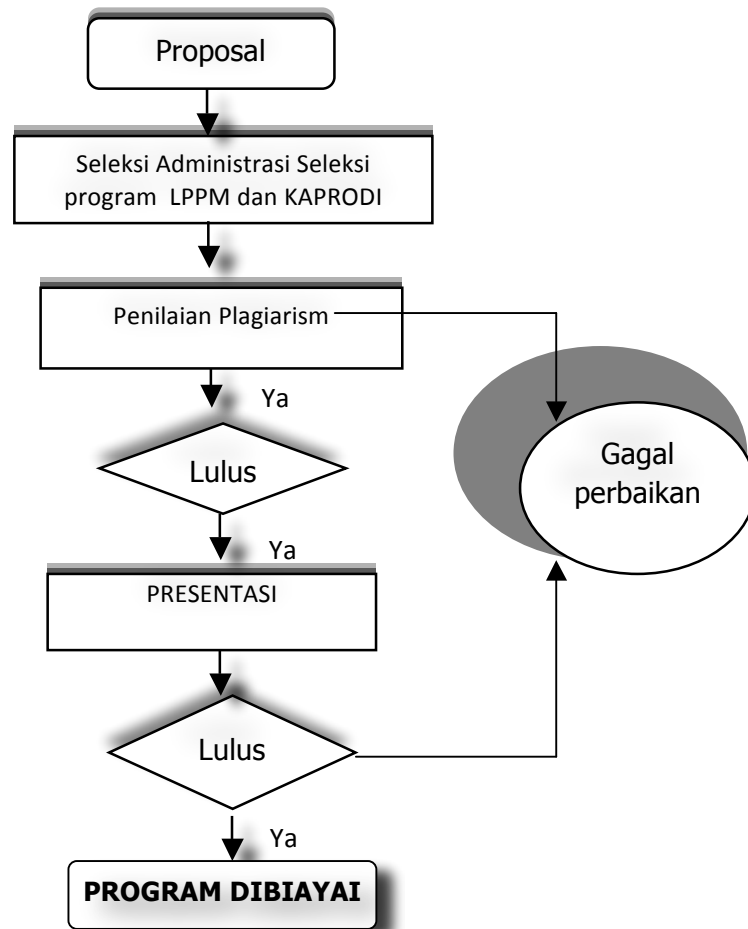 Proposal
Seleksi Administrasi Seleksi
program LPPM dan KAPRODI
Penilaian Plagiarism
Ya
Lulus
Gagal
perbaikan
Ya
PRESENTASI
Lulus
Ya
PROGRAM DIBIAYAI